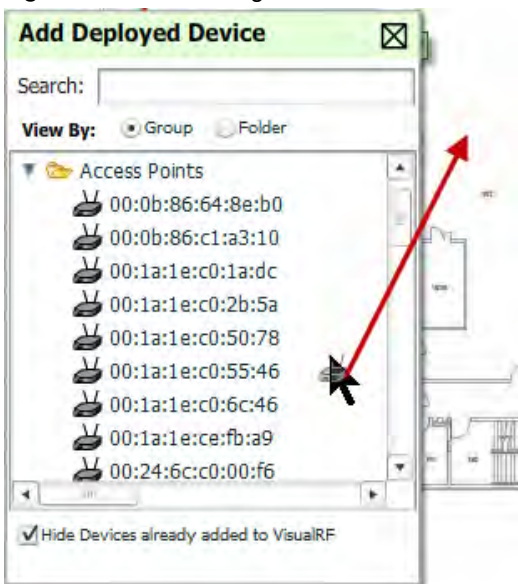 Add Deployed Device
Search:
View By: Group Folder
Access Points
00:0b:86:64:8e:b0
00:0b:86:c1:a3:10
00:1a:1e:c0:1a:dc
00:1a:1e:c0:2b:5a
00:1a:1e:c0:50:78
00:1a:1e:c0:55:46
00:1a:1e:c0:6c:46
00:1a:1e:ce:fb:a9
00:24:6c:c0:00:f6
Hide Devices already added to VisualRF